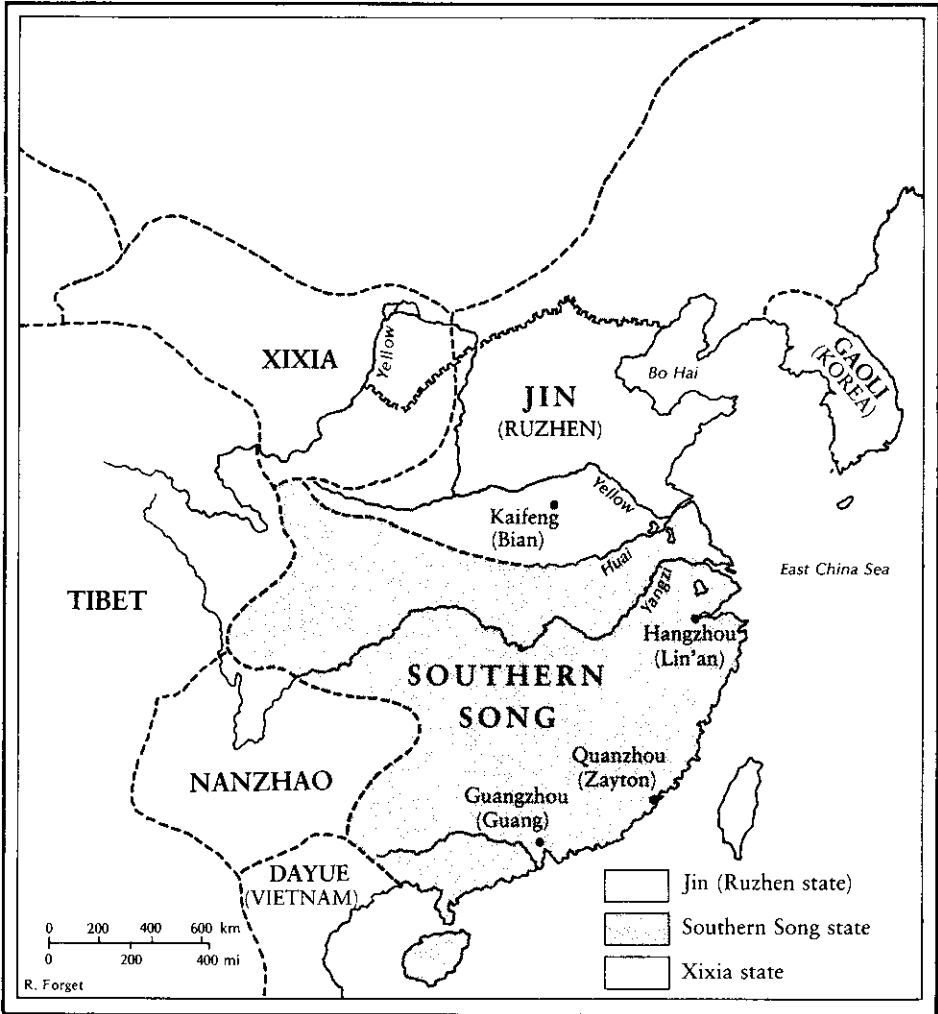 XIXIA
Yellow
JIN
(RUZHEN)
Bo Hai
GAOLI
(KOREA)
Yellow
Kaifeng
(Bian)
Huai
Yangzi
East China Sea
TIBET
Hangzhou
(Lin'an)
SOUTHERN
SONG
NANZHAO
Quanzhou
(Zayton)
Guangzhou
(Guang)
DAYUE
(VIETNAM)
Jin (Ruzhen state)
Southern Song state
Xixia state
0 200 400 600 km
0 200 400 mi
R. Forget